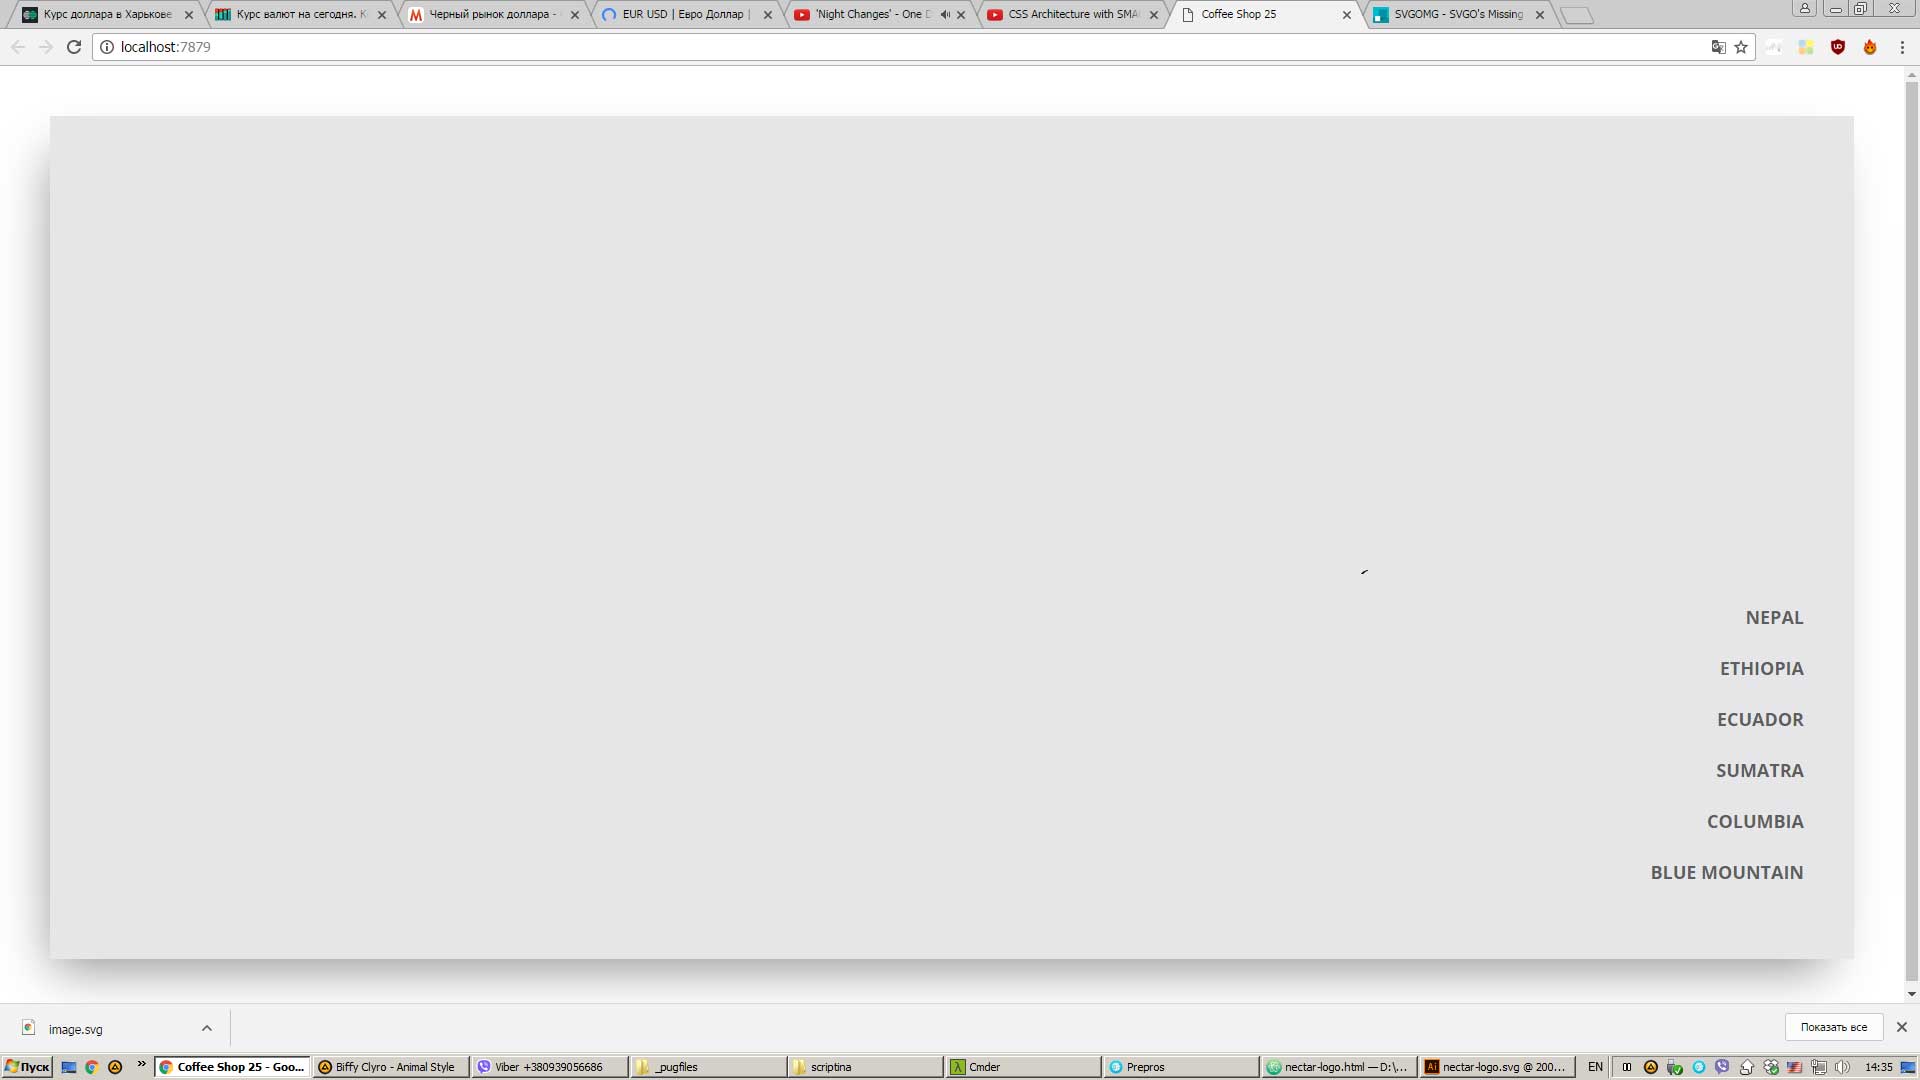 Курс доллара в Харькове
Курс валют на сегодня. К
Черный рынок доллара -
EUR USD | Евро Доллар |
'Night Changes' - One D
CSS Architecture with SMA
Coffee Shop 25
SVGOMG - SVGO's Missing
localhost:7879
NEPAL
ETHIOPIA
ECUADOR
SUMATRA
COLUMBIA
BLUE MOUNTAIN
image.svg
Показать все
Пуск
Coffee Shop 25 - Goo...
Biffy Clyro - Animal Style
Viber +380939056686
_pugfiles
scriptina
Cmder
Prepros
nectar-logo.html — D:\...
nectar-logo.svg @ 200...
EN
14:35